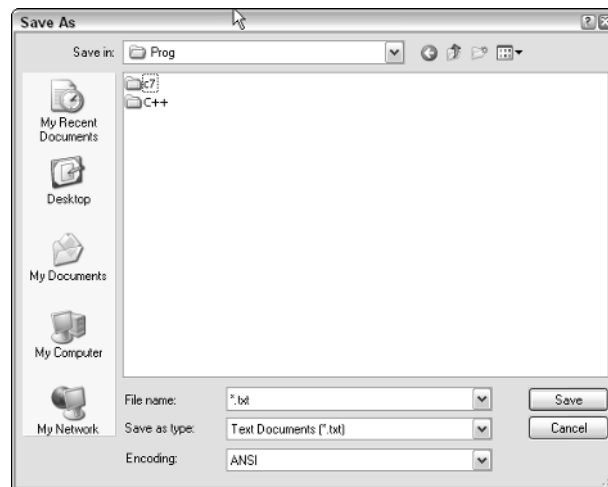 Save As
Save in:
Prog
c7
C++
My Recent
Documents
Desktop
My Documents
My Computer
My Network
File name:
*.txt
Save
Save as type:
Text Documents (*.txt)
Cancel
Encoding:
ANSI